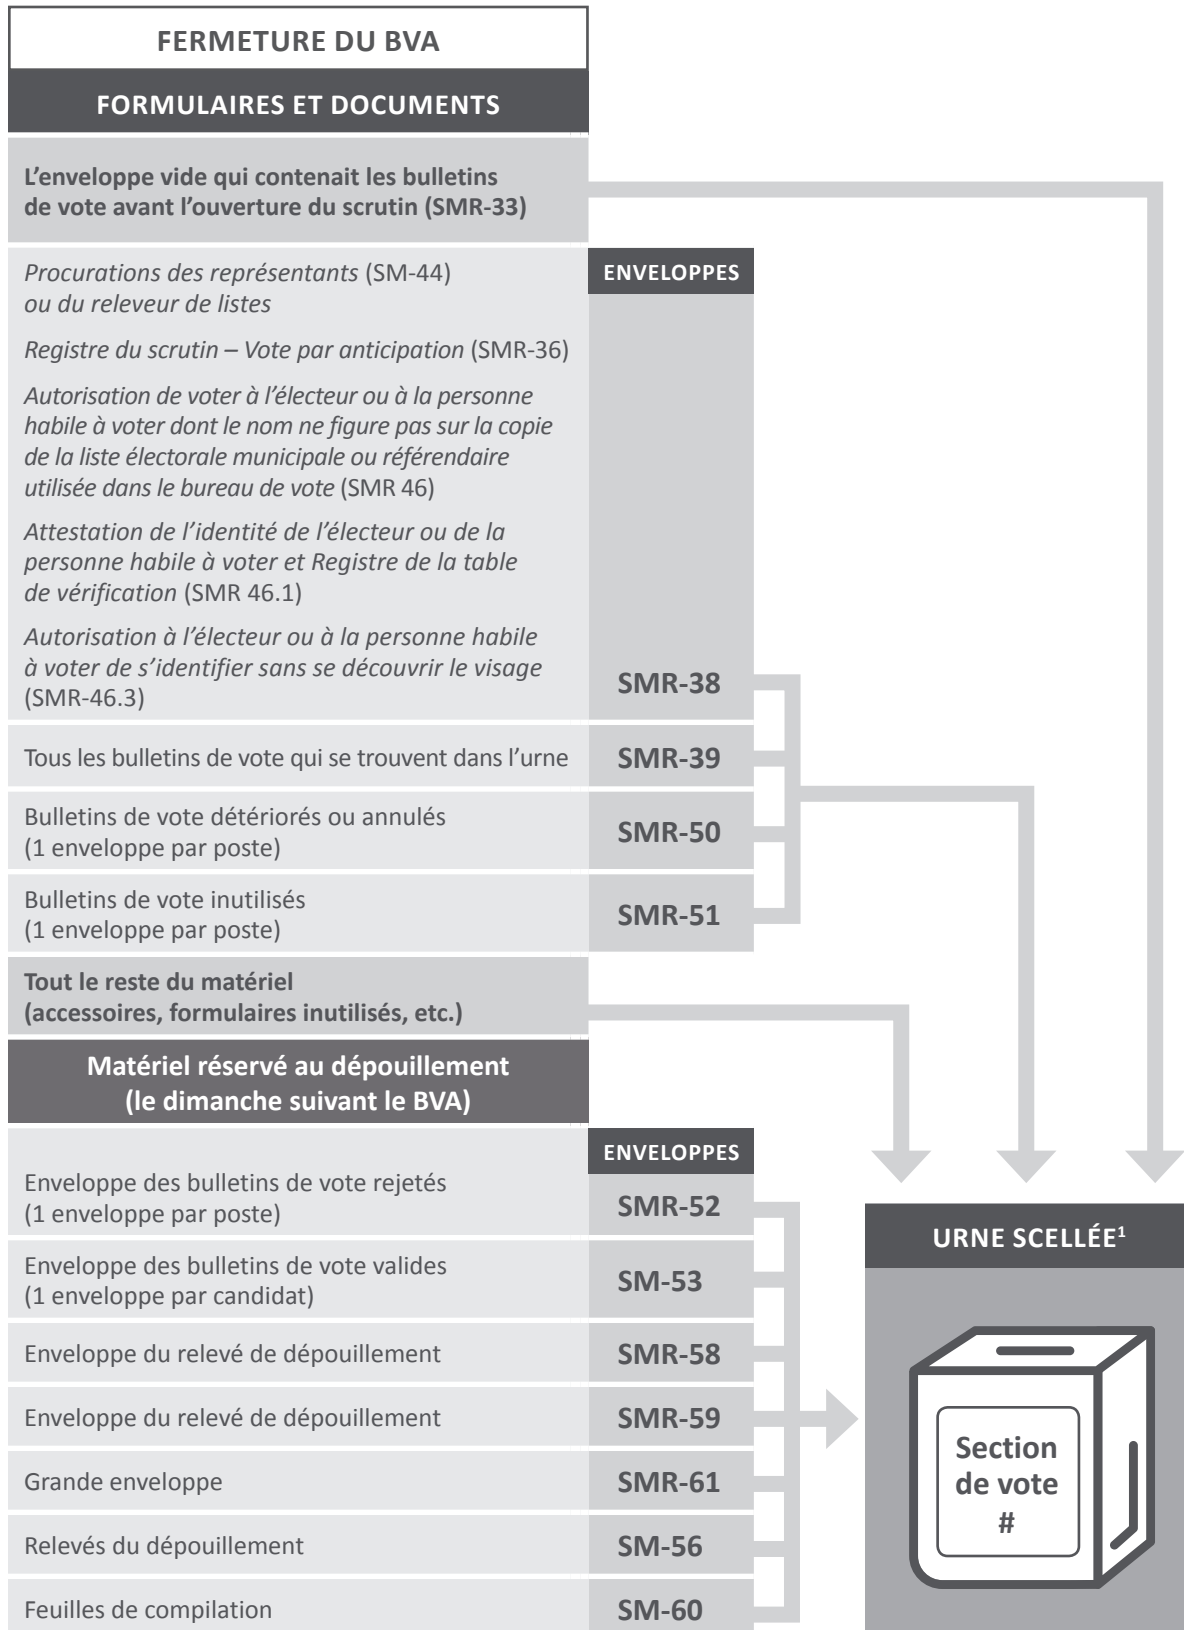 FERMETURE DU BVA
FORMULAIRES ET DOCUMENTS
L’enveloppe vide qui contenait les bulletins
de vote avant l’ouverture du scrutin (SMR-33)
ENVELOPPES
Procurations des représentants (SM-44)
ou du releveur de listes
Registre du scrutin – Vote par anticipation (SMR-36)
Autorisation de voter à l’électeur ou à la personne
habile à voter dont le nom ne figure pas sur la copie
de la liste électorale municipale ou référendaire
utilisée dans le bureau de vote (SMR 46)
Attestation de l’identité de l’électeur ou de la
personne habile à voter et Registre de la table
de vérification (SMR 46.1)
Autorisation à l’électeur ou à la personne habile
à voter de s’identifier sans se découvrir le visage
(SMR-46.3)
SMR-38
Tous les bulletins de vote qui se trouvent dans l’urne
SMR-39
Bulletins de vote détériorés ou annulés
(1 enveloppe par poste)
SMR-50
Bulletins de vote inutilisés
(1 enveloppe par poste)
SMR-51
Tout le reste du matériel
(accessoires, formulaires inutilisés, etc.)
Matériel réservé au dépouillement
(le dimanche suivant le BVA)
ENVELOPPES
Enveloppe des bulletins de vote rejetés
(1 enveloppe par poste)
SMR-52
Enveloppe des bulletins de vote valides
(1 enveloppe par candidat)
SM-53
Enveloppe du relevé de dépouillement
SMR-58
Enveloppe du relevé de dépouillement
SMR-59
Grande enveloppe
SMR-61
Relevés du dépouillement
SM-56
Feuilles de compilation
SM-60
URNE SCELLÉE¹
Section
de vote
#